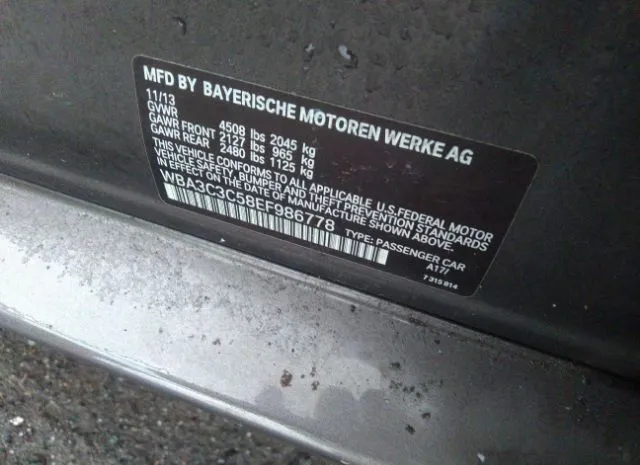 MFD BY BAYERISCHE MOTOREN WERKE AG
11/13
GVWR 4508 lbs 2045 kg
GAWR FRONT 2127 lbs 965 kg
GAWR REAR 2480 lbs 1125 kg
THIS VEHICLE CONFORMS TO ALL APPLICABLE U.S.FEDERAL MOTOR
VEHICLE SAFETY, BUMPER AND THEFT PREVENTION STANDARDS
IN EFFECT ON THE DATE OF MANUFACTURE SHOWN ABOVE.
WBA3C3C58EF986778 TYPE: PASSENGER CAR
A17/
7 315 814